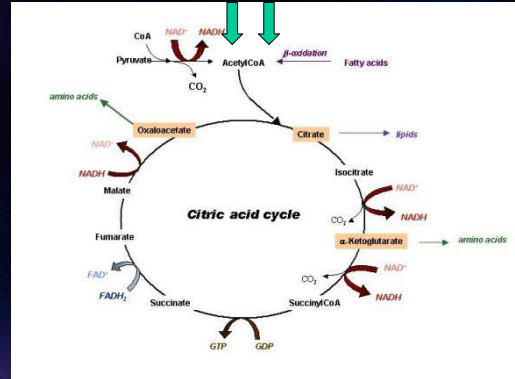 CoA NAD+ NADH
Pyruvate AcetylCoA β-oxidation Fatty acids
CO2
amino acids
Oxaloacetate Citrate lipids
NAD+
NADH
Isocitrate
Malate
NAD+
Citric acid cycle
CO2 NADH
Fumarate α-Ketoglutarate amino acids
FAD+
CO2 NAD+
FADH2
NADH
Succinate SuccinylCoA
GTP GDP